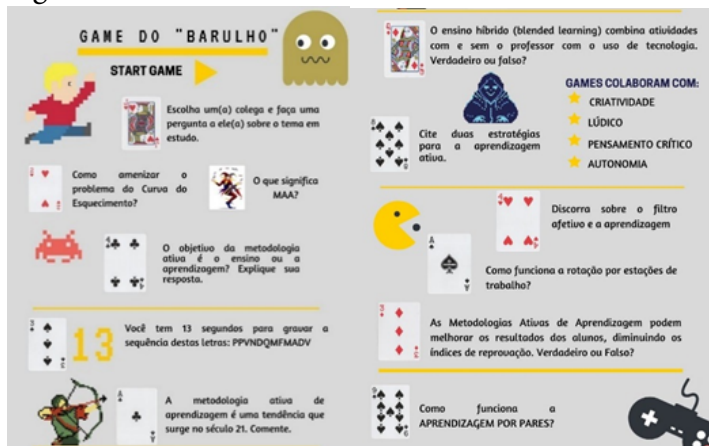 GAME DO "BARULHO"
START GAME
Escolha um(a) colega e faça uma
pergunta a ele(a) sobre o tema em
estudo.
Como amenizar o
problema do Curva do
Esquecimento?
O que significa
MAA?
O objetivo da metodologia
ativa é o ensino ou a
aprendizagem? Explique sua
resposta.
13
Você tem 13 segundos para gravar a
sequência destas letras: PPVNDQMFMADV
A metodologia ativa de
aprendizagem é uma tendência que
surge no século 21. Comente.
O ensino híbrido (blended learning) combina atividades
com e sem o professor com o uso de tecnologia.
Verdadeiro ou falso?
GAMES COLABORAM COM:
CRIATIVIDADE
LÚDICO
PENSAMENTO CRÍTICO
AUTONOMIA
Cite duas estratégias
para a aprendizagem
ativa.
Discorra sobre o filtro
afetivo e a aprendizagem
Como funciona a rotação por estações de
trabalho?
As Metodologias Ativas de Aprendizagem podem
melhorar os resultados dos alunos, diminuindo os
índices de reprovação. Verdadeiro ou Falso?
Como funciona a
APRENDIZAGEM POR PARES?